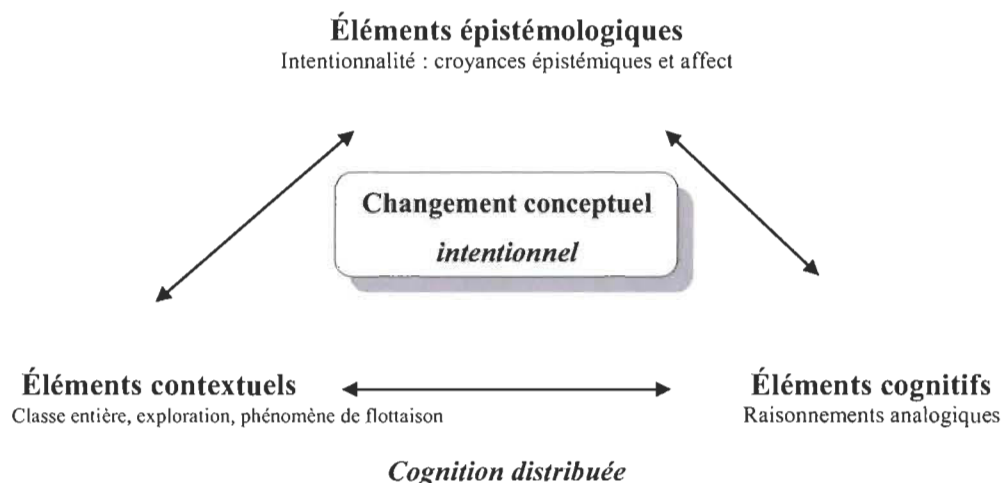 Éléments épistémologiques
Intentionnalité : croyances épistémiques et affect
Changement conceptuel
intentionnel
Éléments contextuels
Classe entière, exploration, phénomène de flottaison
Éléments cognitifs
Raisonnements analogiques
Cognition distribuée